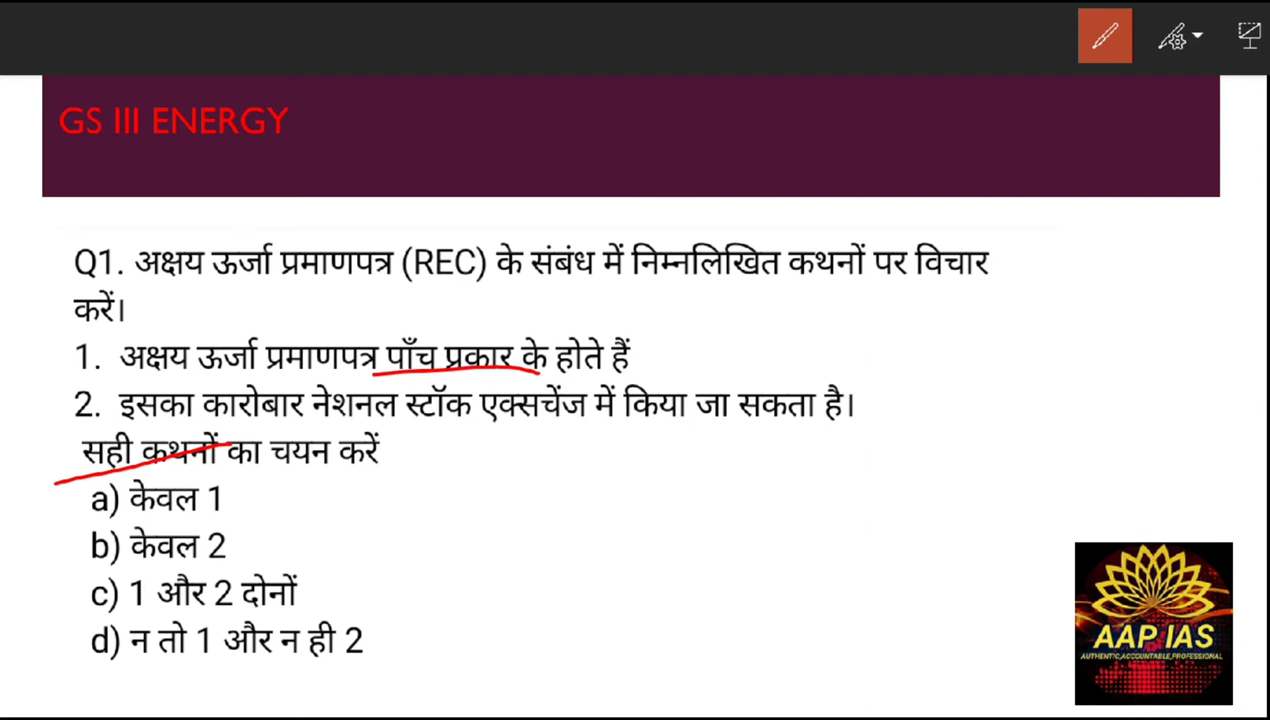 GS III ENERGY
Q1. अक्षय ऊर्जा प्रमाणपत्र (REC) के संबंध में निम्नलिखित कथनों पर विचार
करें।
1. अक्षय ऊर्जा प्रमाणपत्र पाँच प्रकार के होते हैं
2. इसका कारोबार नेशनल स्टॉक एक्सचेंज में किया जा सकता है।
सही कथनों का चयन करें
a) केवल 1
b) केवल 2
c) 1 और 2 दोनों
d) न तो 1 और न ही 2
AAP IAS
AUTHENTIC,ACCOUNTABLE,PROFESSIONAL